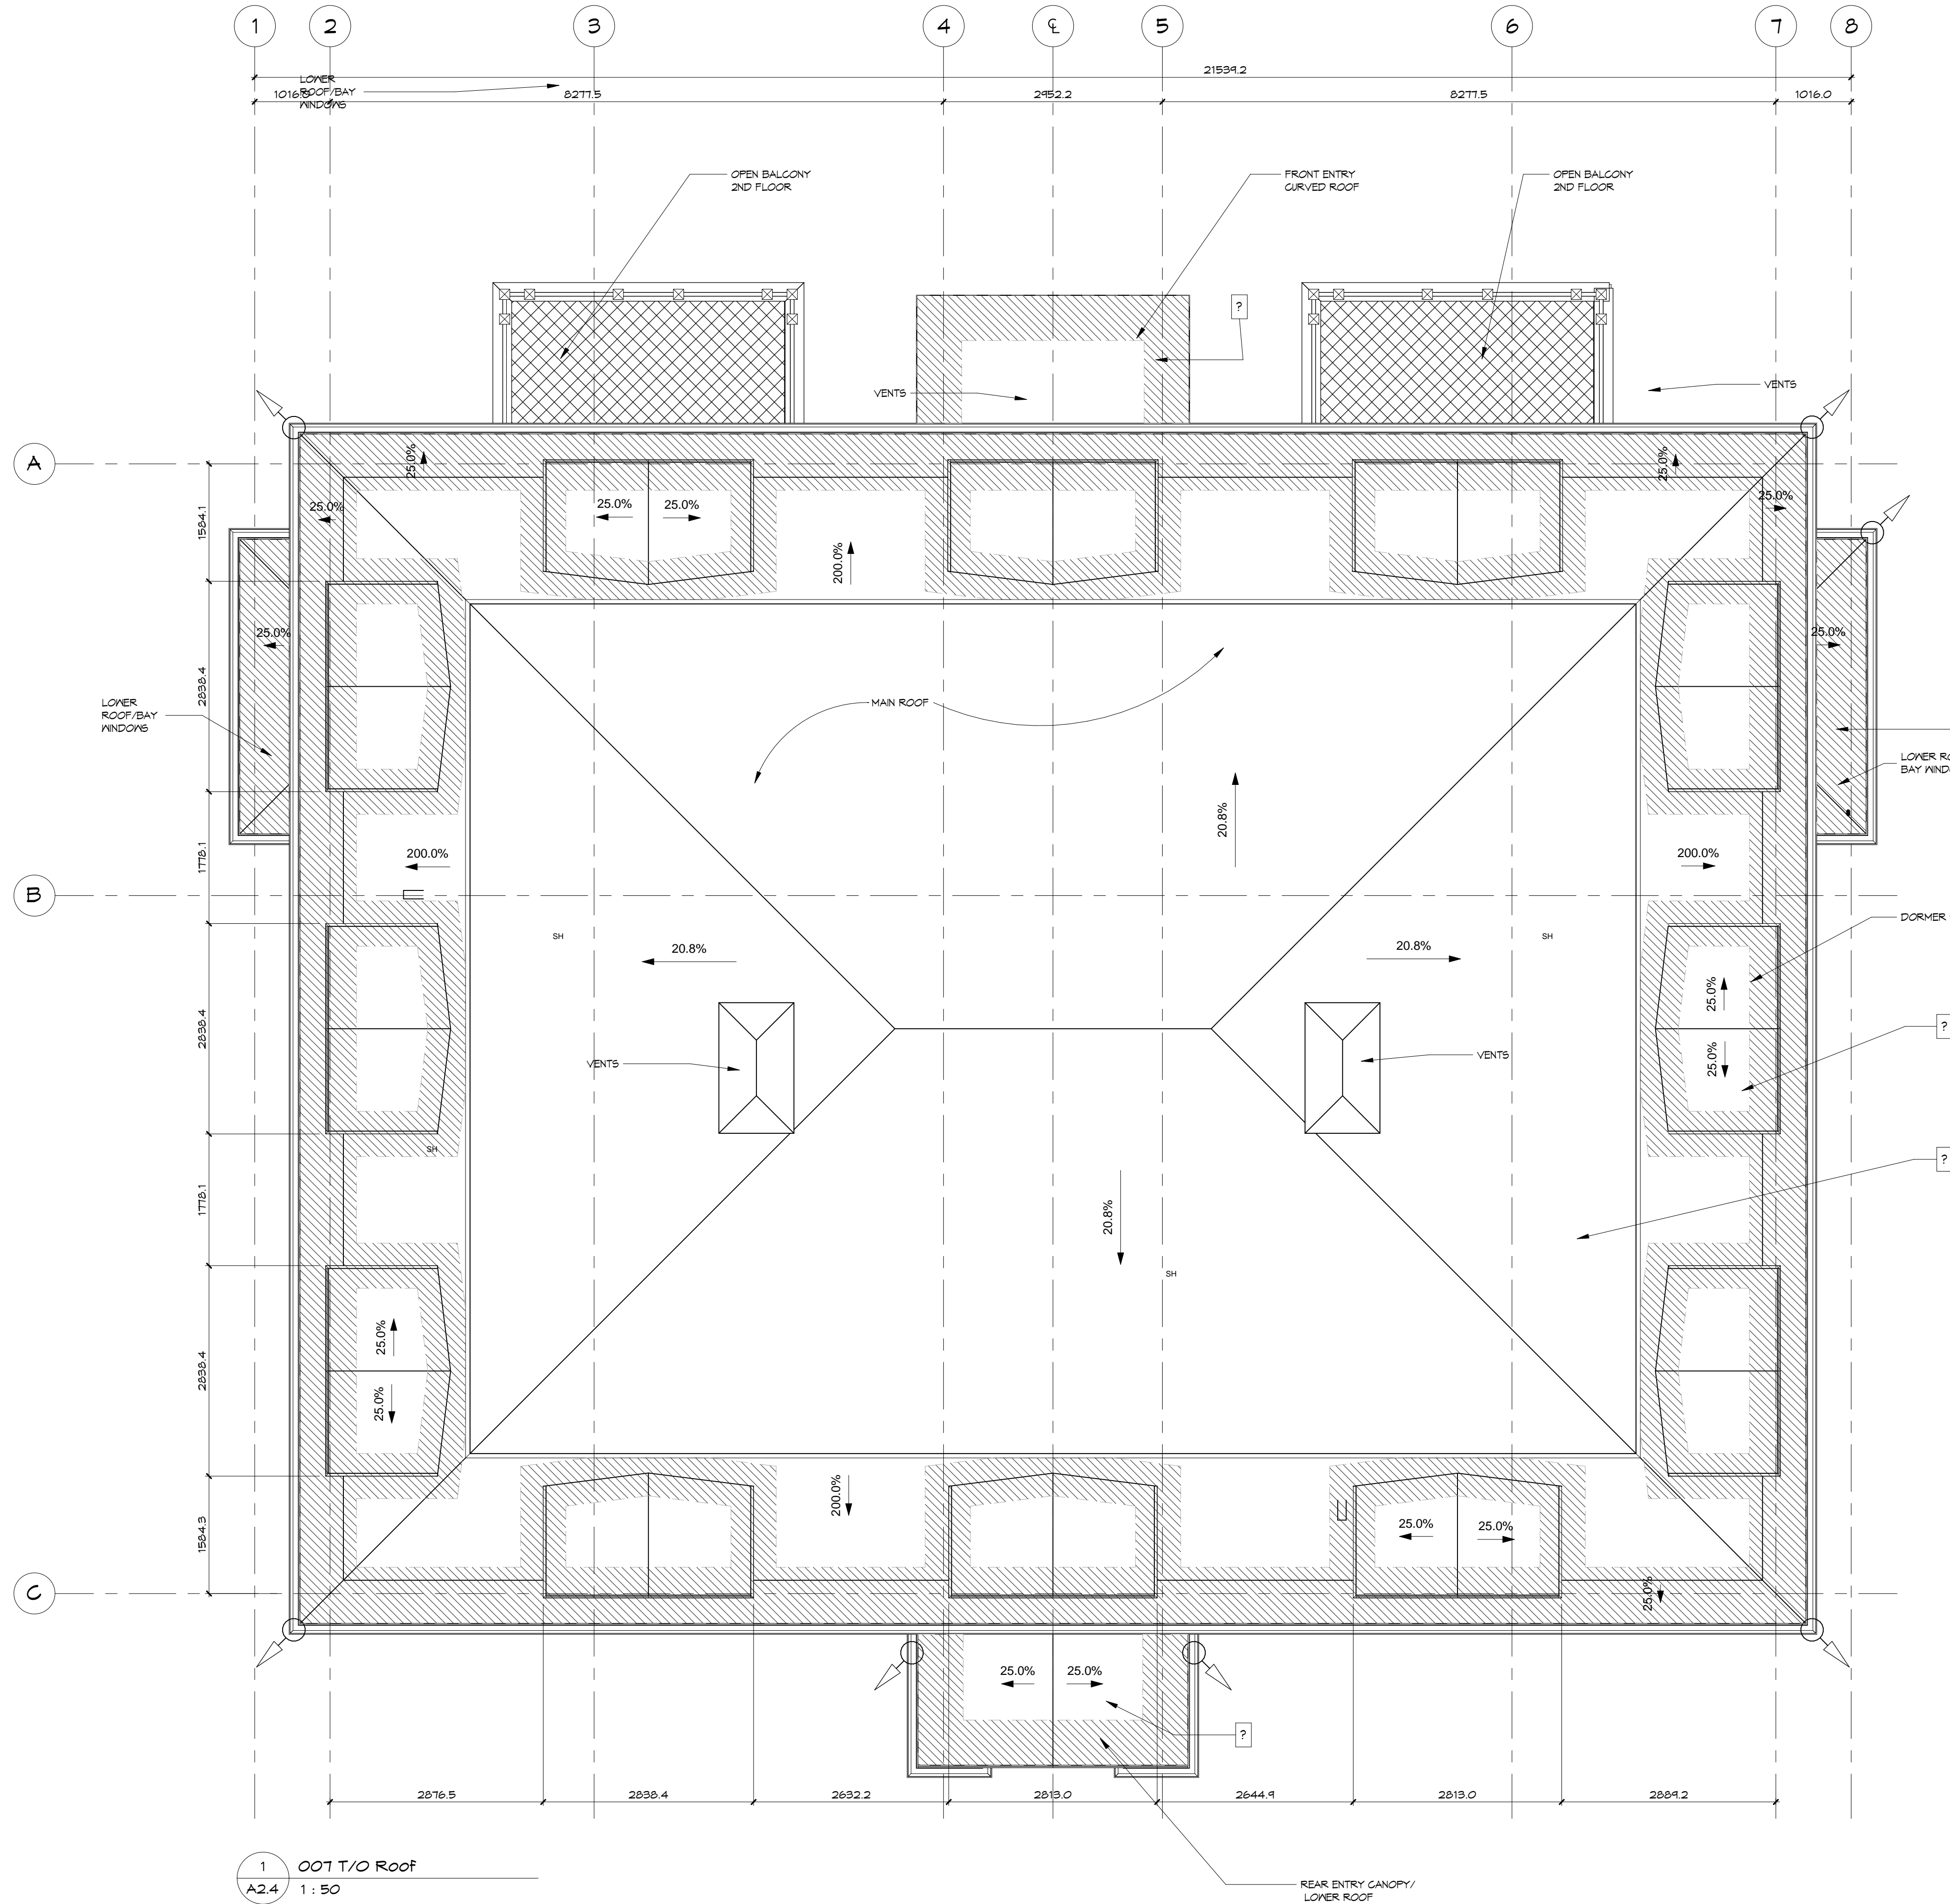 1
2
3
4
℄
5
6
7
8
21539.2
LOWER
ROOF/BAY
WINDOWS
1016.0
8277.5
2952.2
8277.5
1016.0
OPEN BALCONY
2ND FLOOR
FRONT ENTRY
CURVED ROOF
OPEN BALCONY
2ND FLOOR
?
VENTS
VENTS
A
25.0%
25.0%
25.0%
25.0%
25.0%
25.0%
1584.1
200.0%
25.0%
25.0%
2838.4
LOWER
ROOF/BAY
WINDOWS
MAIN ROOF
LOWER RO
BAY WIND
20.8%
1778.1
200.0%
200.0%
B
DORMER
SH
SH
20.8%
20.8%
25.0%
2838.4
?
25.0%
VENTS
VENTS
SH
?
1778.1
20.8%
SH
25.0%
2838.4
25.0%
200.0%
25.0%
25.0%
1584.3
C
25.0%
25.0%
25.0%
?
2876.5
2838.4
2632.2
2813.0
2644.9
2813.0
2889.2
1
007 T/O Roof
A2.4
1 : 50
REAR ENTRY CANOPY/
LOWER ROOF